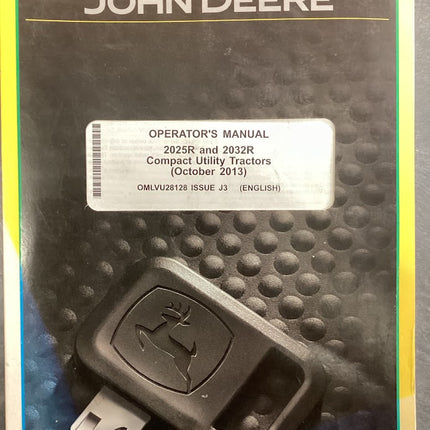 JOHN DEERE
OPERATOR'S MANUAL
2025R and 2032R
Compact Utility Tractors
(October 2013)
OMLVU28128 ISSUE J3 (ENGLISH)